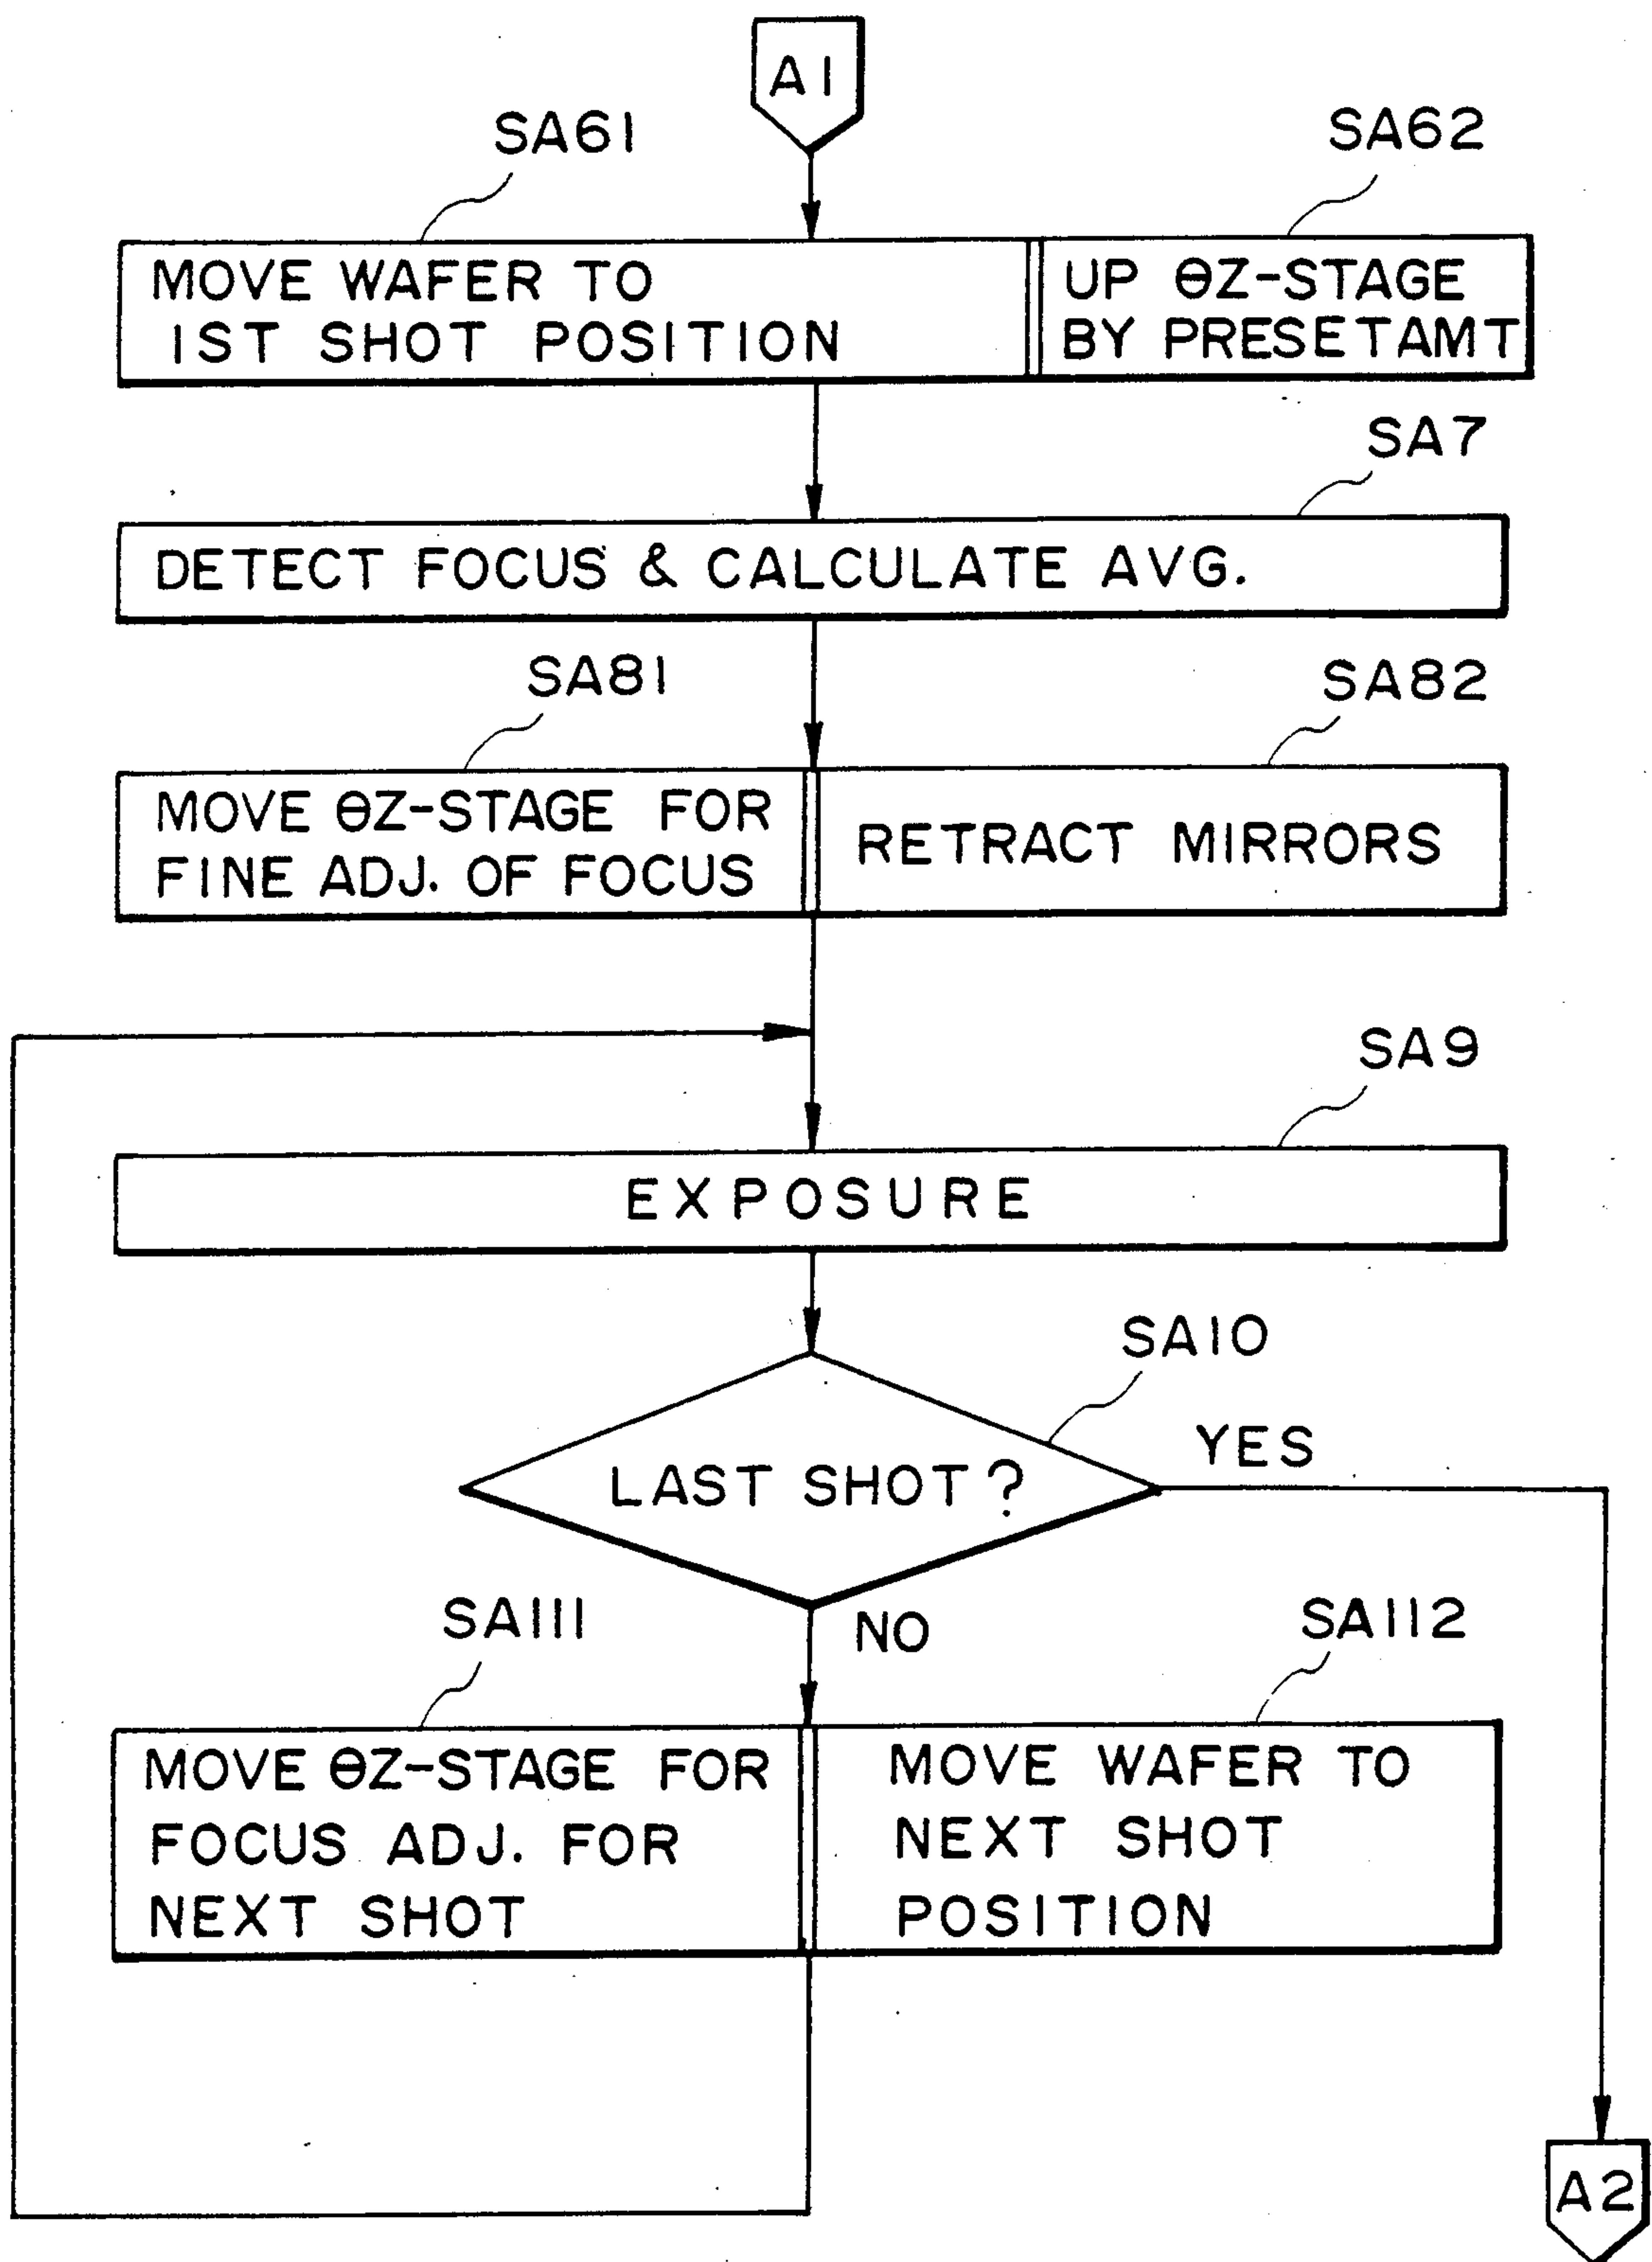 A1
SA61
SA62
MOVE WAFER TO
1ST SHOT POSITION
UP ΘZ-STAGE
BY PRESETAMT
SA7
DETECT FOCUS & CALCULATE AVG.
SA81
SA82
MOVE ΘZ-STAGE FOR
FINE ADJ. OF FOCUS
RETRACT MIRRORS
SA9
EXPOSURE
SA10
YES
LAST SHOT?
SA111
NO
SA112
MOVE ΘZ-STAGE FOR
FOCUS ADJ. FOR
NEXT SHOT
MOVE WAFER TO
NEXT SHOT
POSITION
A2